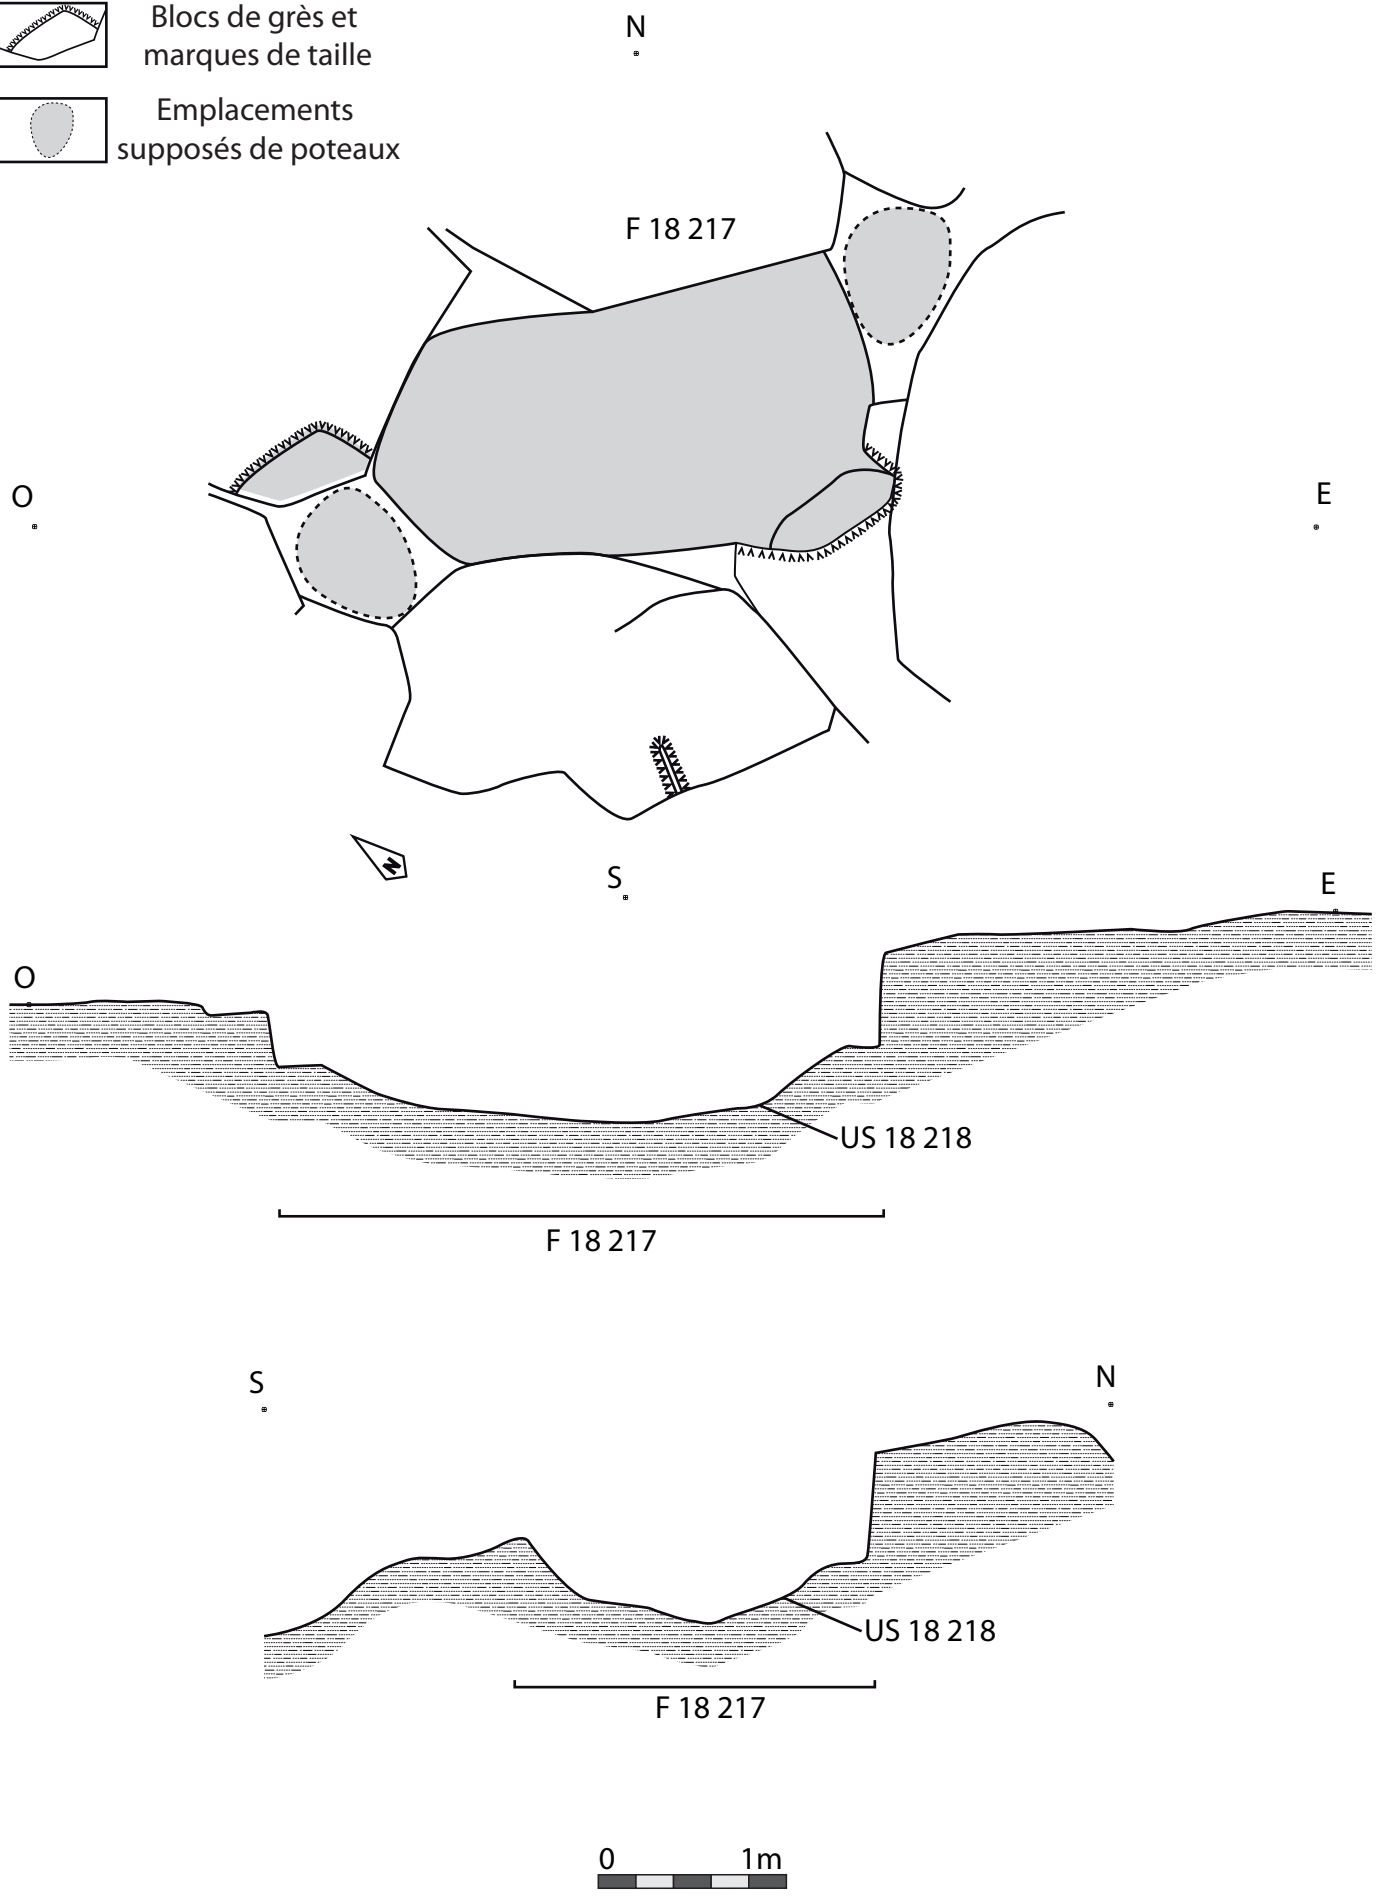 Blocs de grès et
marques de taille
Emplacements
supposés de poteaux
N
F 18 217
O
E
N
S
E
O
US 18 218
F 18 217
S
N
US 18 218
F 18 217
0 1m